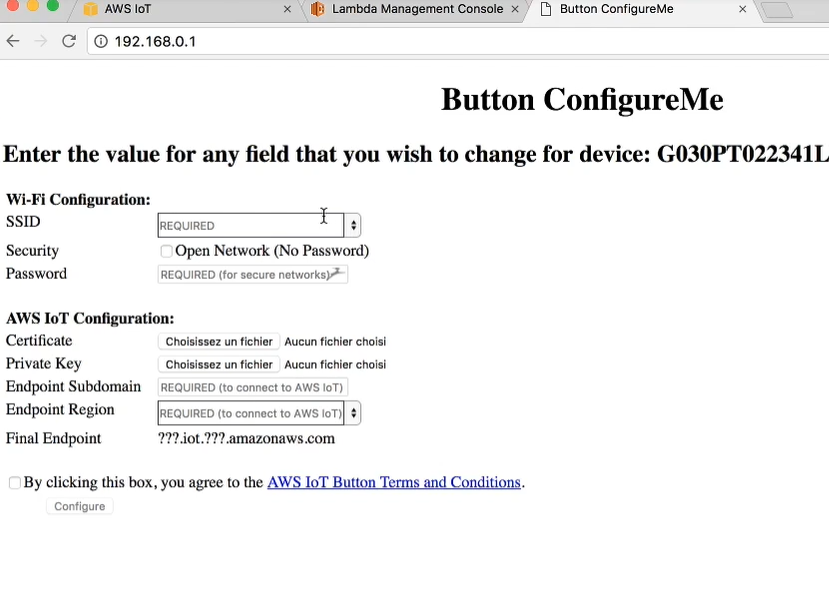 AWS IoT
Lambda Management Console
Button ConfigureMe
192.168.0.1
Button ConfigureMe
Enter the value for any field that you wish to change for device: G030PT022341L
Wi-Fi Configuration:
SSID REQUIRED
Security Open Network (No Password)
Password REQUIRED (for secure networks)
AWS IoT Configuration:
Certificate Choisissez un fichier Aucun fichier choisi
Private Key Choisissez un fichier Aucun fichier choisi
Endpoint Subdomain REQUIRED (to connect to AWS IoT)
Endpoint Region REQUIRED (to connect to AWS IoT)
Final Endpoint ???.iot.???.amazonaws.com
By clicking this box, you agree to the AWS IoT Button Terms and Conditions.
Configure